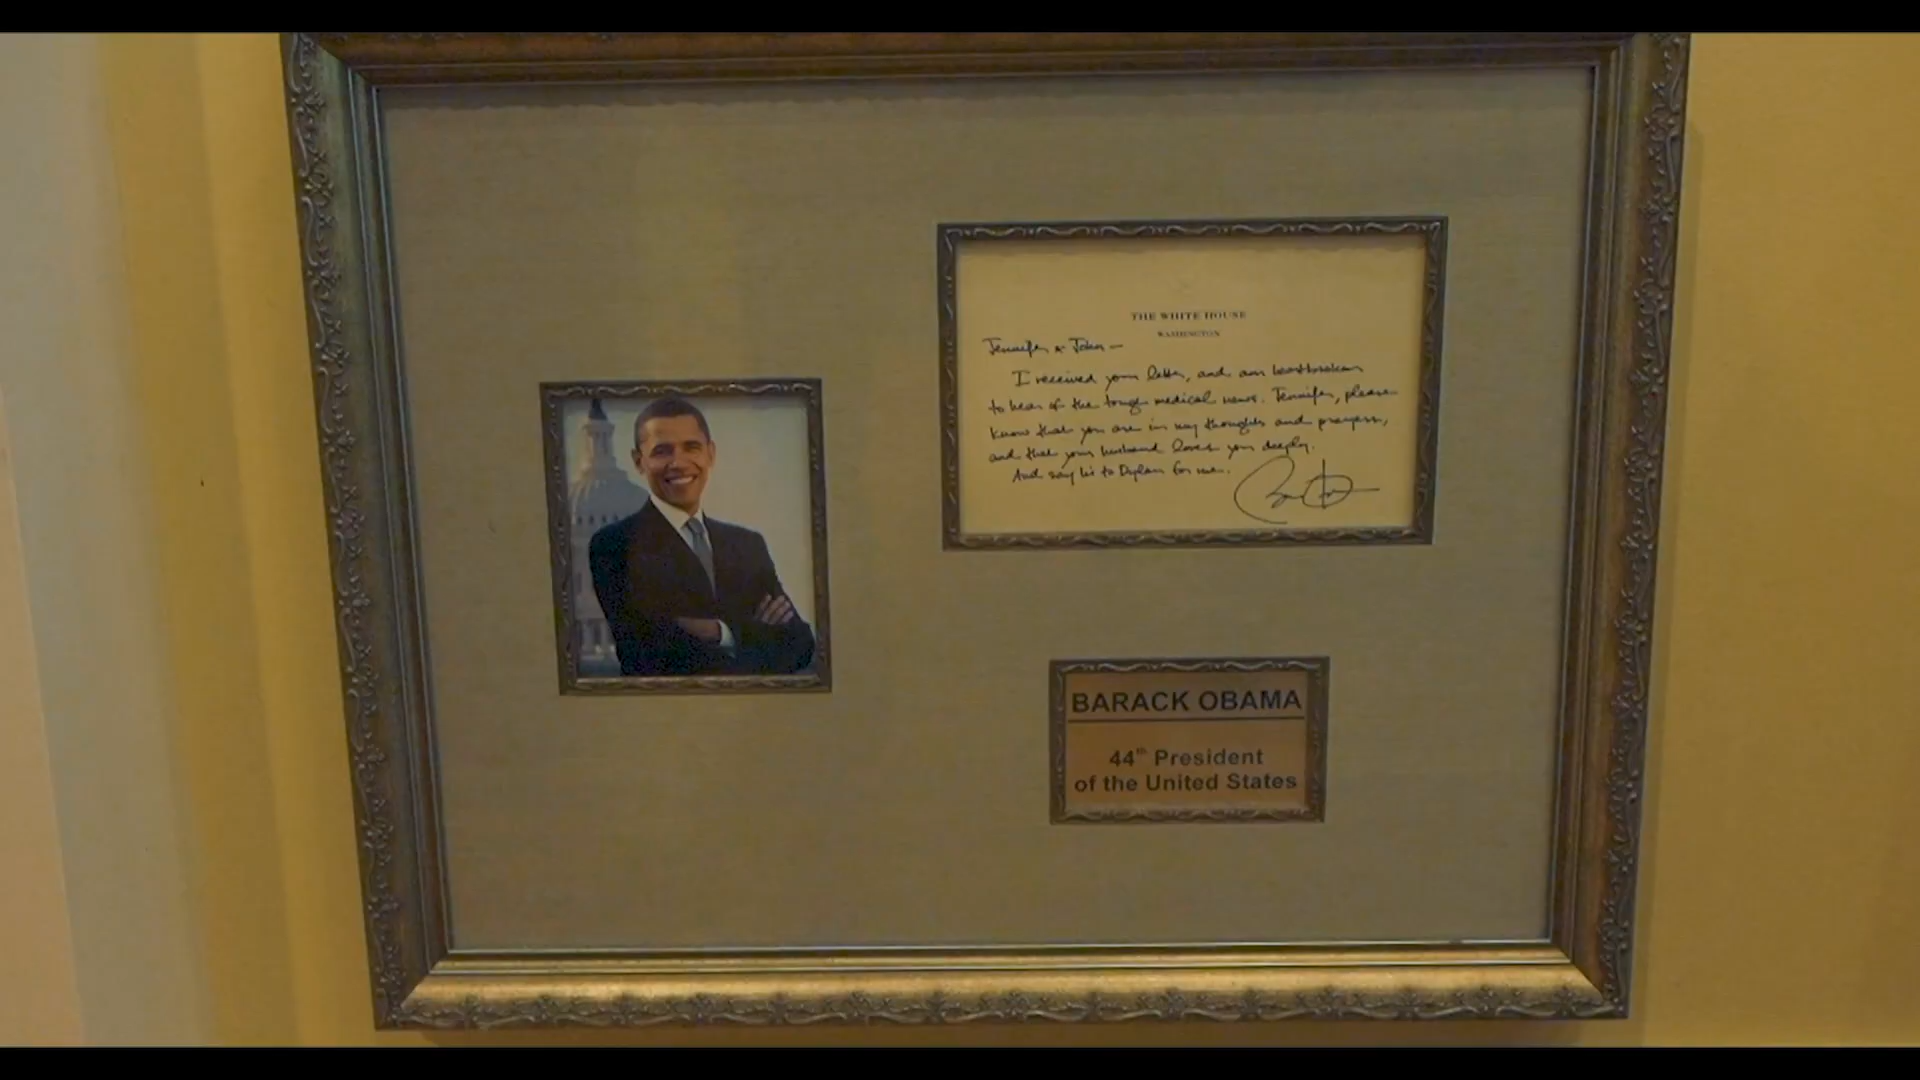 THE WHITE HOUSE
WASHINGTON
Jennifer & John —
I received your letter, and am heartbroken
to hear of the tough medical news. Jennifer, please
know that you are in my thoughts and prayers,
and that your husband loves you deeply.
And say hi to Dylan for me.
BARACK OBAMA
44th President
of the United States